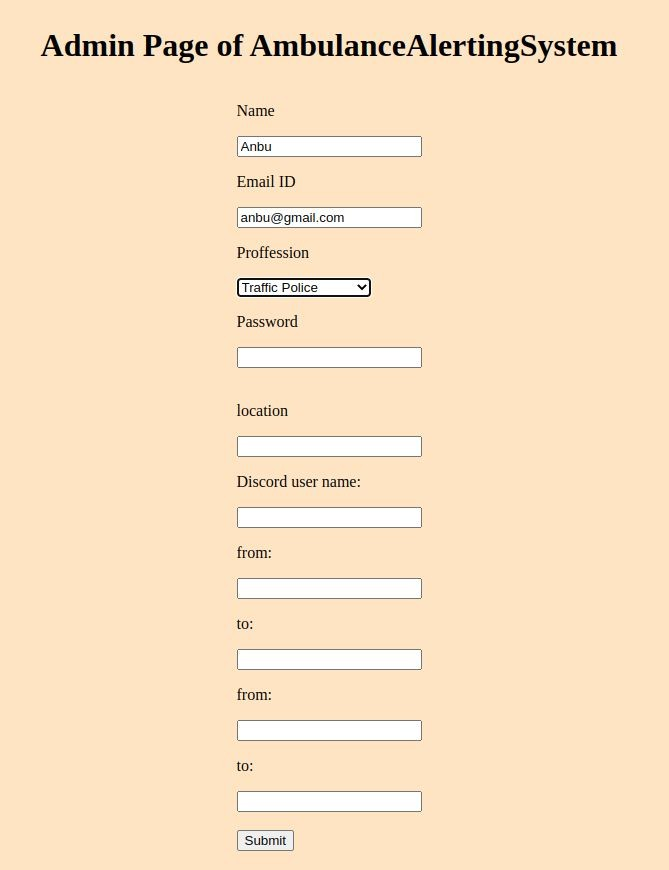 Admin Page of AmbulanceAlertingSystem
Name
Anbu
Email ID
anbu@gmail.com
Proffession
Traffic Police
Password
location
Discord user name:
from:
to:
from:
to:
Submit